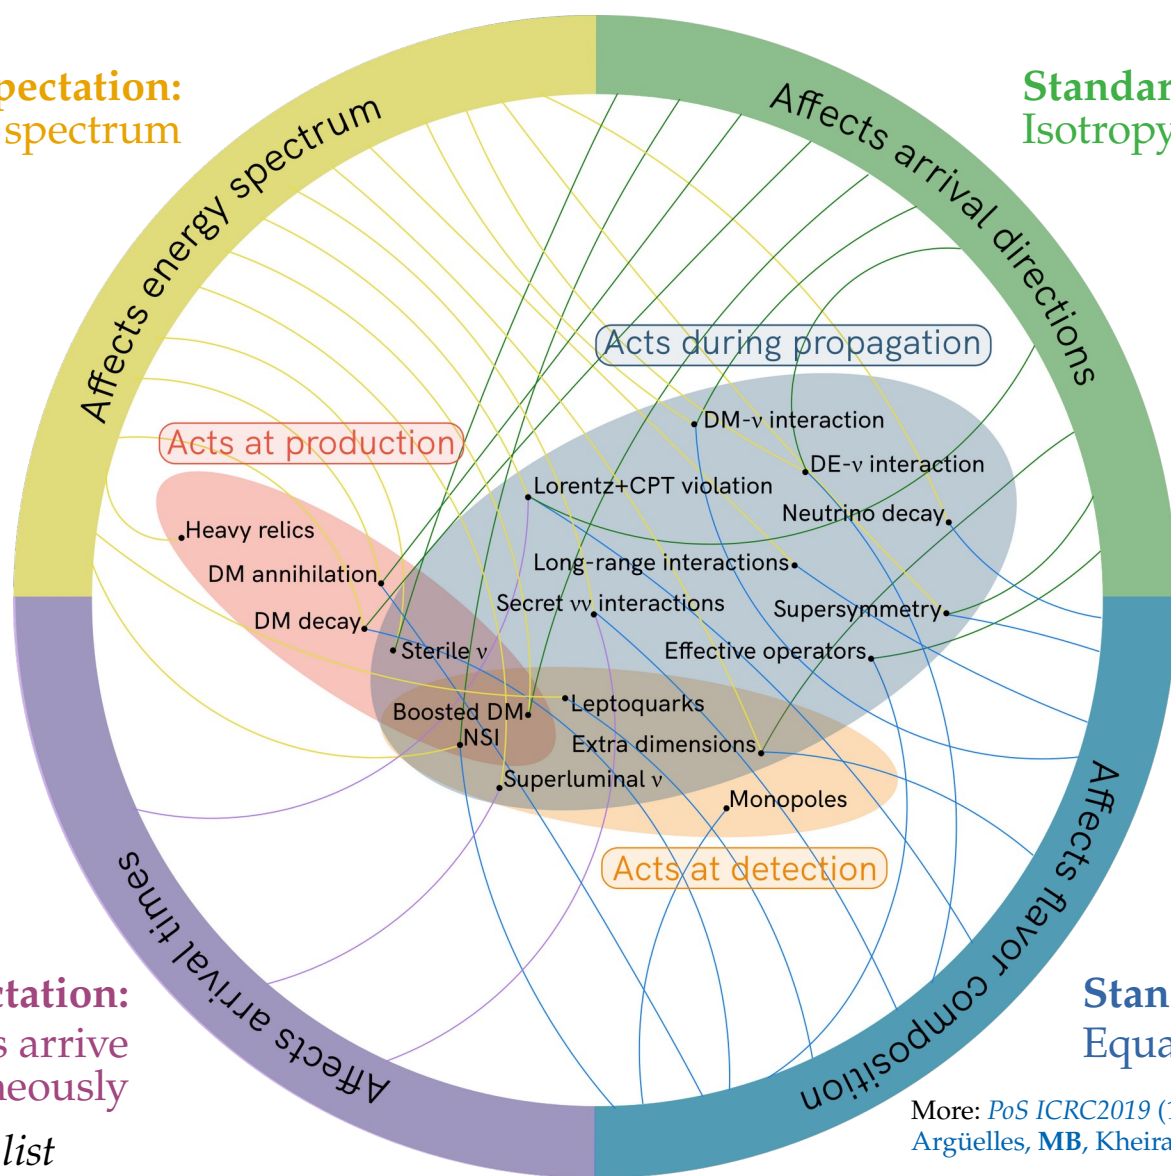 pectation:
spectrum
Standar
Isotropy
Affects energy spectrum
Affects arrival directions
Acts during propagation
DM-ν interaction
Acts at production
DE-ν interaction
Lorentz+CPT violation
Neutrino decay
Heavy relics
Long-range interactions
DM annihilation
Secret νν interactions
Supersymmetry
DM decay
Sterile ν
Effective operators
Leptoquarks
Boosted DM
NSI
Extra dimensions
Superluminal ν
Monopoles
Acts at detection
Affects arrival times
Affects flavor composition
ctation:
s arrive
neously
list
Stan
Equa
More: PoS ICRC2019 (1
Argüelles, MB, Kheira